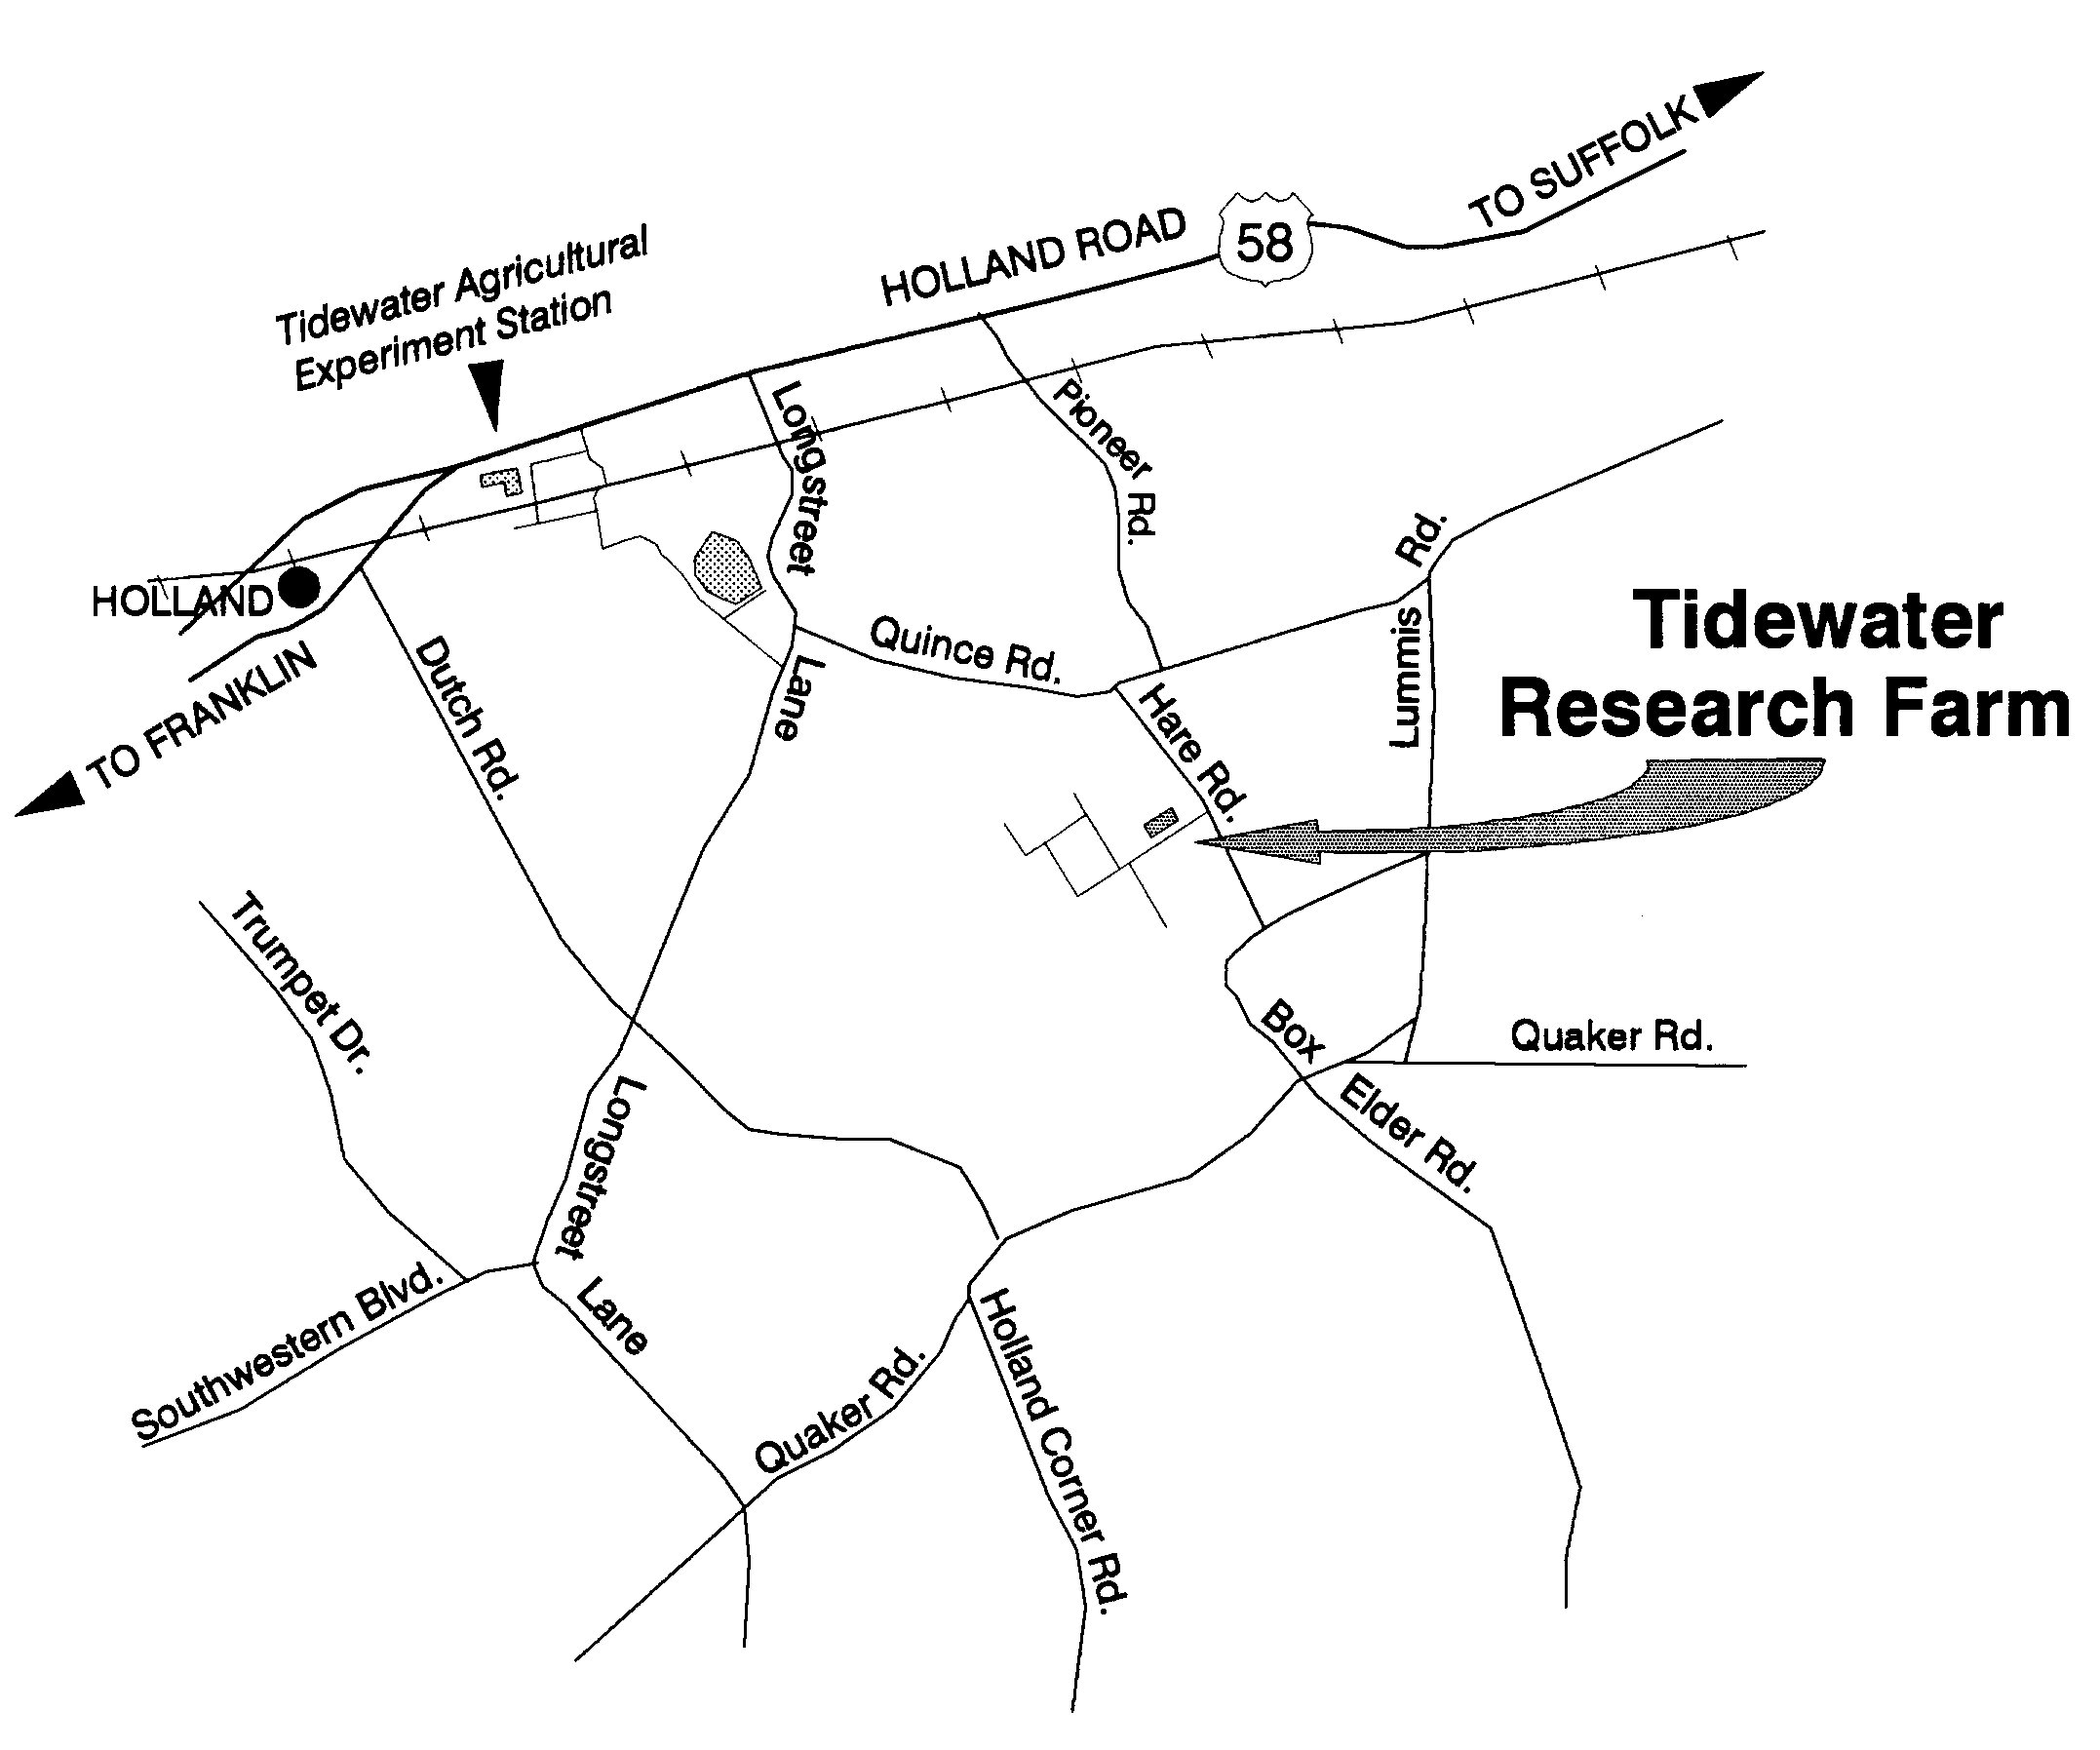 TO SUFFOLK
HOLLAND ROAD
58
Tidewater Agricultural
Experiment Station
Longstreet
Lane
Pioneer
Rd.
Lummis
Rd.
HOLLAND
TO FRANKLIN
Dutch Rd.
Quince Rd.
Hare Rd.
Tidewater
Research Farm
Trumpet Dr.
Box
Elder Rd.
Quaker Rd.
Longstreet
Lane
Southwestern Blvd.
Quaker Rd.
Holland Corner Rd.